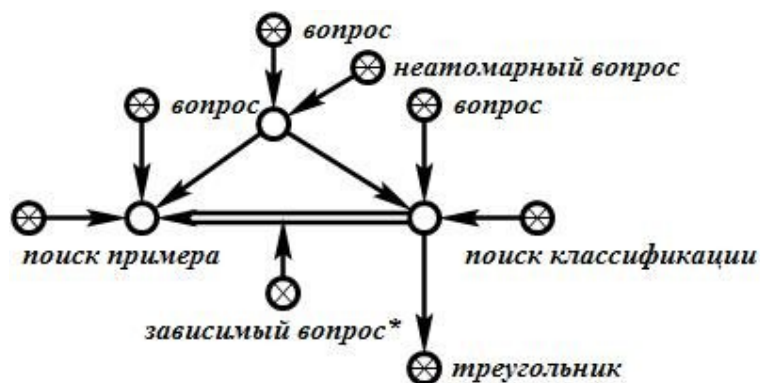 вопрос
неатомарный вопрос
вопрос
вопрос
поиск примера
поиск классификации
зависимый вопрос*
треугольник